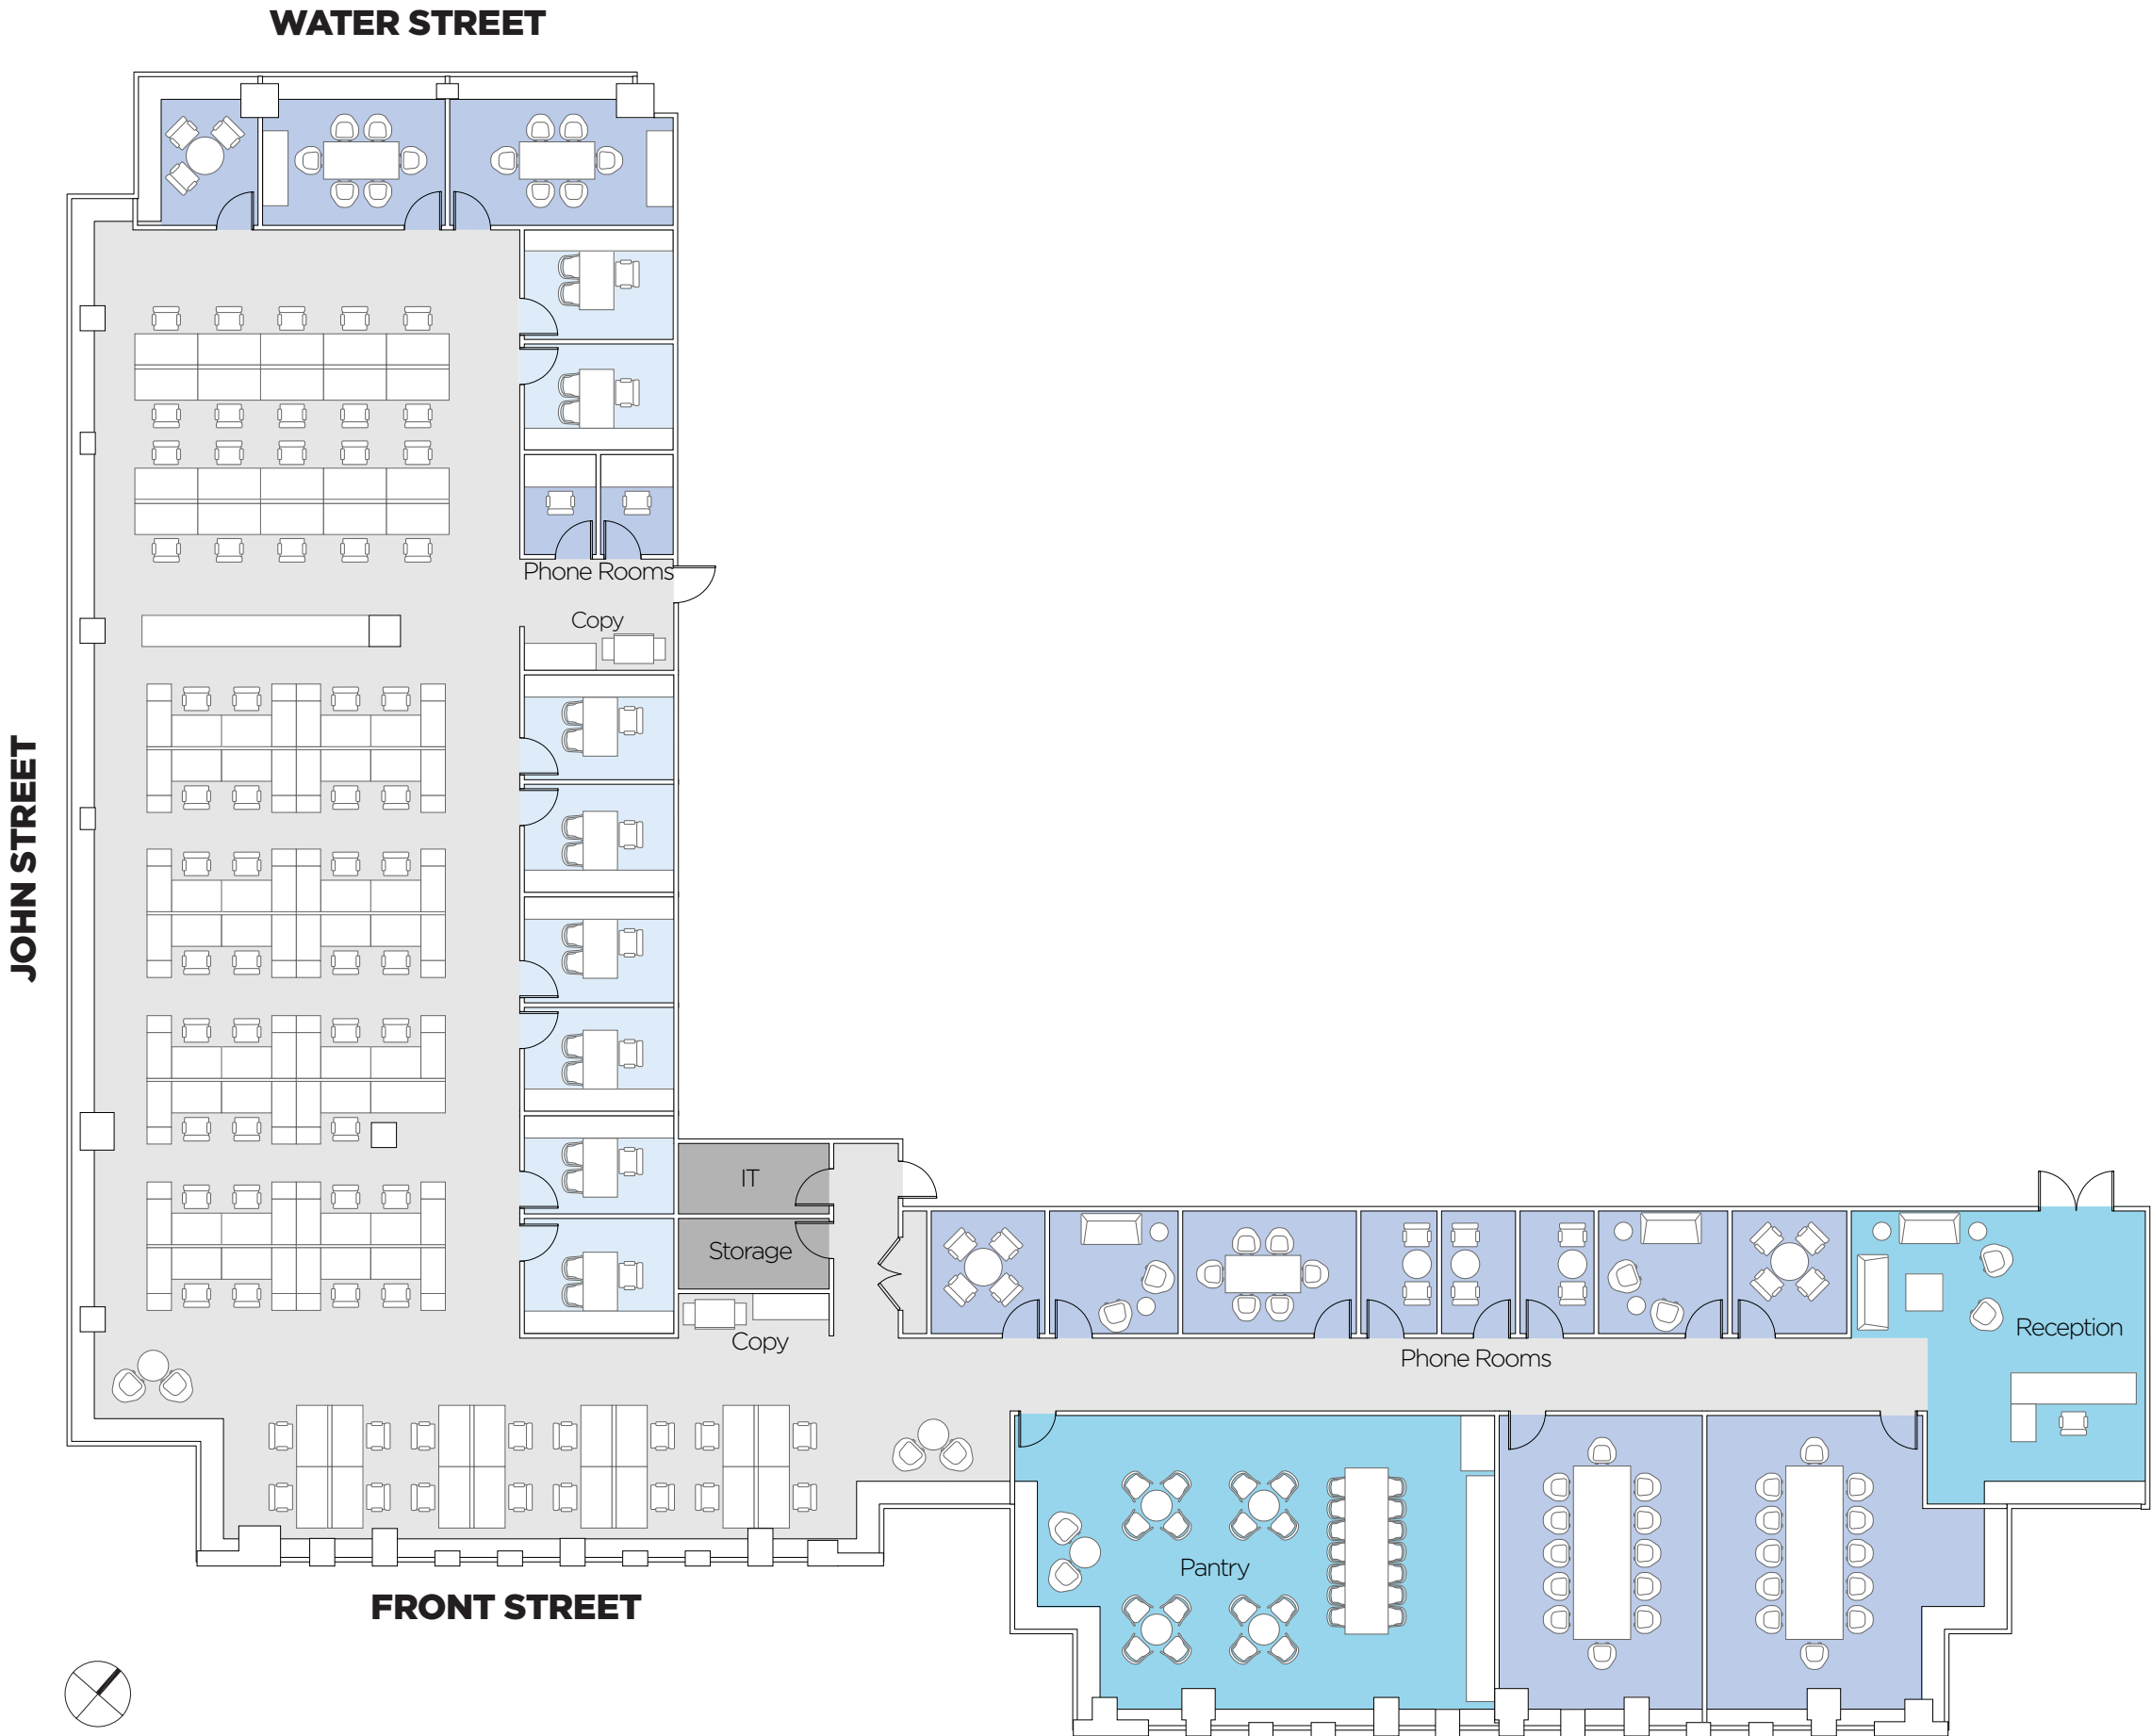 WATER STREET
Phone Rooms
Copy
JOHN STREET
IT
Storage
Copy
Reception
Phone Rooms
Pantry
FRONT STREET